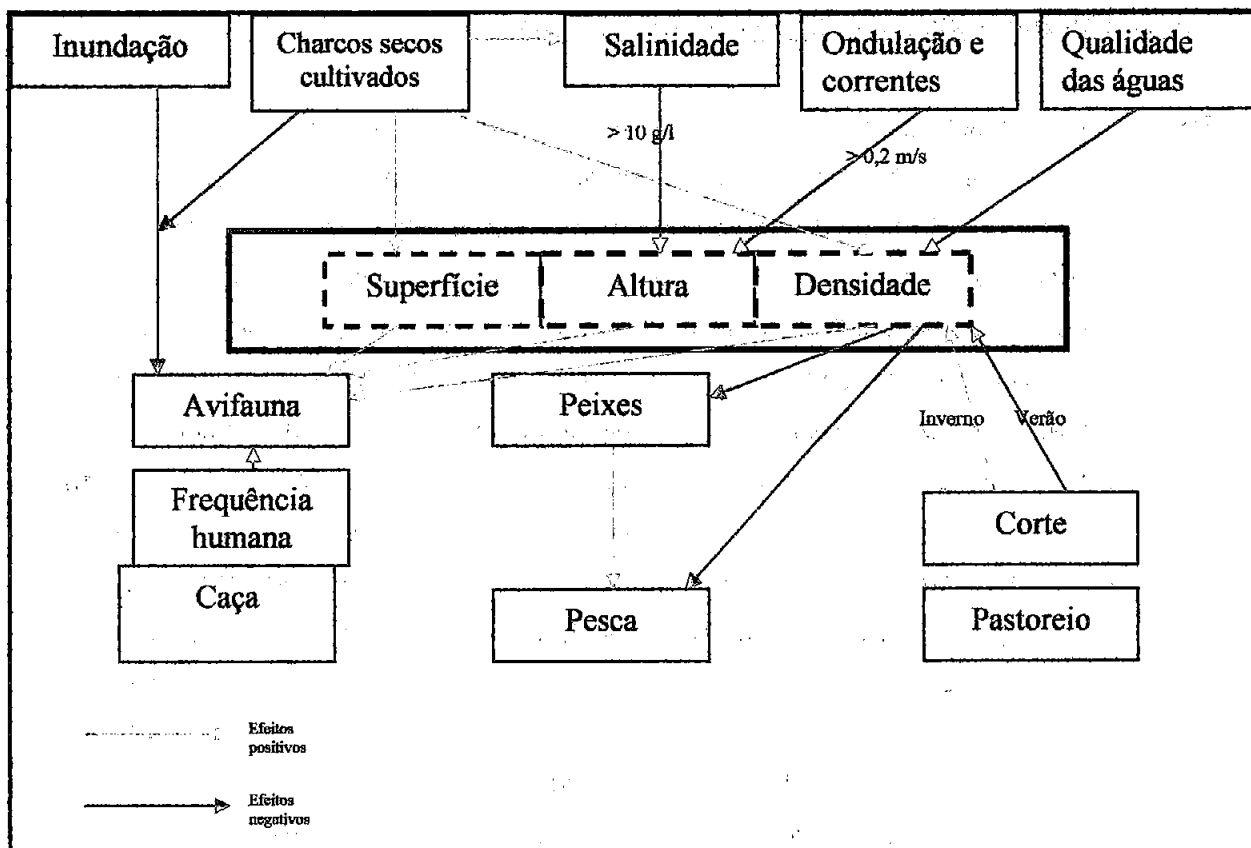 Inundação
Charcos secos
cultivados
Salinidade
Ondulação e
correntes
Qualidade
das águas
> 10 g/l
> 0,2 m/s
Superfície
Altura
Densidade
Avifauna
Peixes
Inverno
Verão
Frequência
humana
Corte
Caça
Pesca
Pastoreio
Efeitos
positivos
Efeitos
negativos